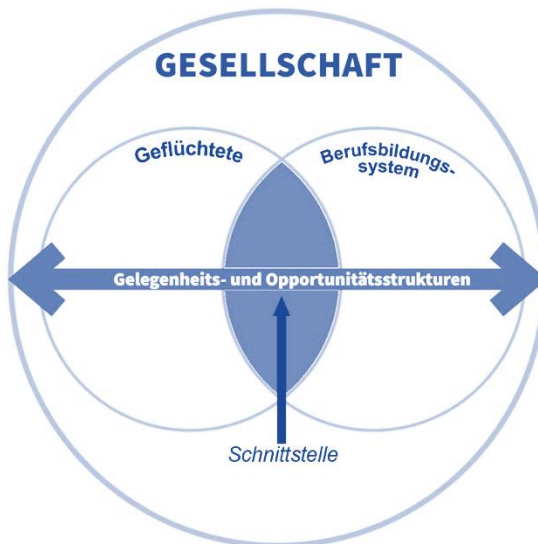 GESELLSCHAFT
Geflüchtete
Berufsbildungs-
system
Gelegenheits- und Opportunitätsstrukturen
Schnittstelle